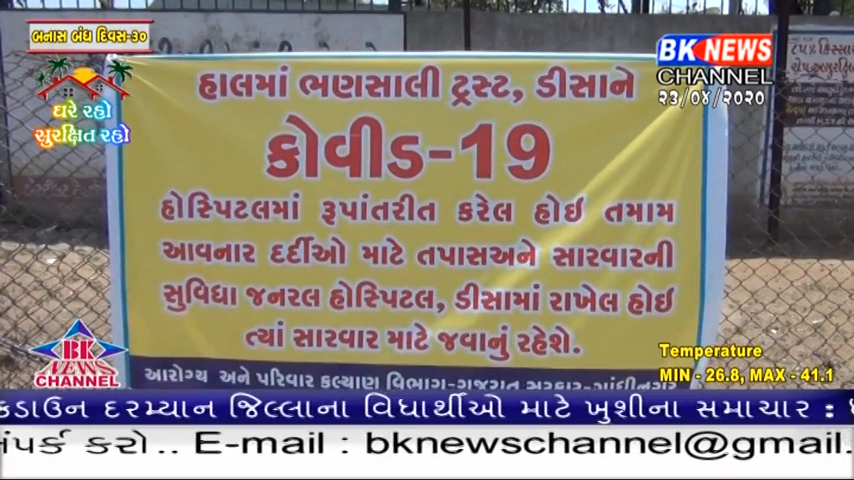 બનાસ બંધ દિવસ-૩૦
ઘરે રહો
સુરક્ષિત રહો
BK NEWS
CHANNEL
૨૩/૦૪/૨૦૨૦
હાલમાં ભણસાલી ટ્રસ્ટ, ડીસાને
કોવીડ-19
હોસ્પિટલમાં રૂપાંતરીત કરેલ હોઇ તમામ
આવનાર દર્દીઓ માટે તપાસઅને સારવારની
સુવિધા જનરલ હોસ્પિટલ, ડીસામાં રાખેલ હોઇ
ત્યાં સારવાર માટે જવાનું રહેશે.
આરોગ્ય અને પરિવાર કલ્યાણ વિભાગ-ગુજરાત સરકાર-ગાંધીનગર
BK
NEWS
CHANNEL
Temperature
MIN - 26.8, MAX - 41.1
કડાઉન દરમ્યાન જિલ્લાના વિધાર્થીઓ માટે ખુશીના સમાચાર :
સંપર્ક કરો.. E-mail : bknewschannel@gmail.